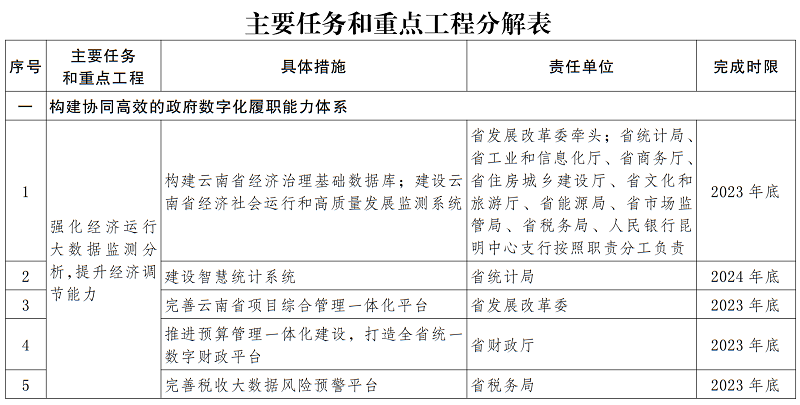 主要任务和重点工程分解表
序号
主要任务
和重点工程
具体措施
责任单位
完成时限
一
构建协同高效的政府数字化履职能力体系
强化经济运行
大数据监测分
析,提升经济调
节能力
1
构建云南省经济治理基础数据库；建设云
南省经济社会运行和高质量发展监测系统
省发展改革委牵头；省统计局、
省工业和信息化厅、省商务厅、
省住房城乡建设厅、省文化和
旅游厅、省能源局、省市场监
管局、省税务局、人民银行昆
明中心支行按照职责分工负责
2023 年底
2
建设智慧统计系统
省统计局
2024 年底
3
完善云南省项目综合管理一体化平台
省发展改革委
2023 年底
4
推进预算管理一体化建设，打造全省统一
数字财政平台
省财政厅
2023 年底
5
完善税收大数据风险预警平台
省税务局
2023 年底